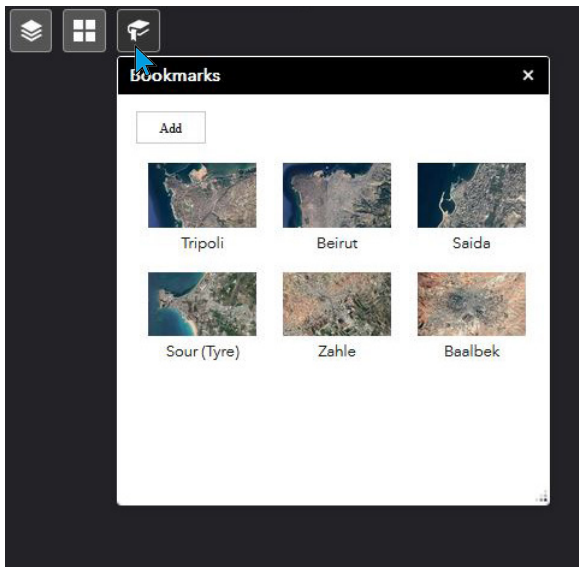 Bookmarks ×
Add
Tripoli Beirut Saida
Sour (Tyre) Zahle Baalbek